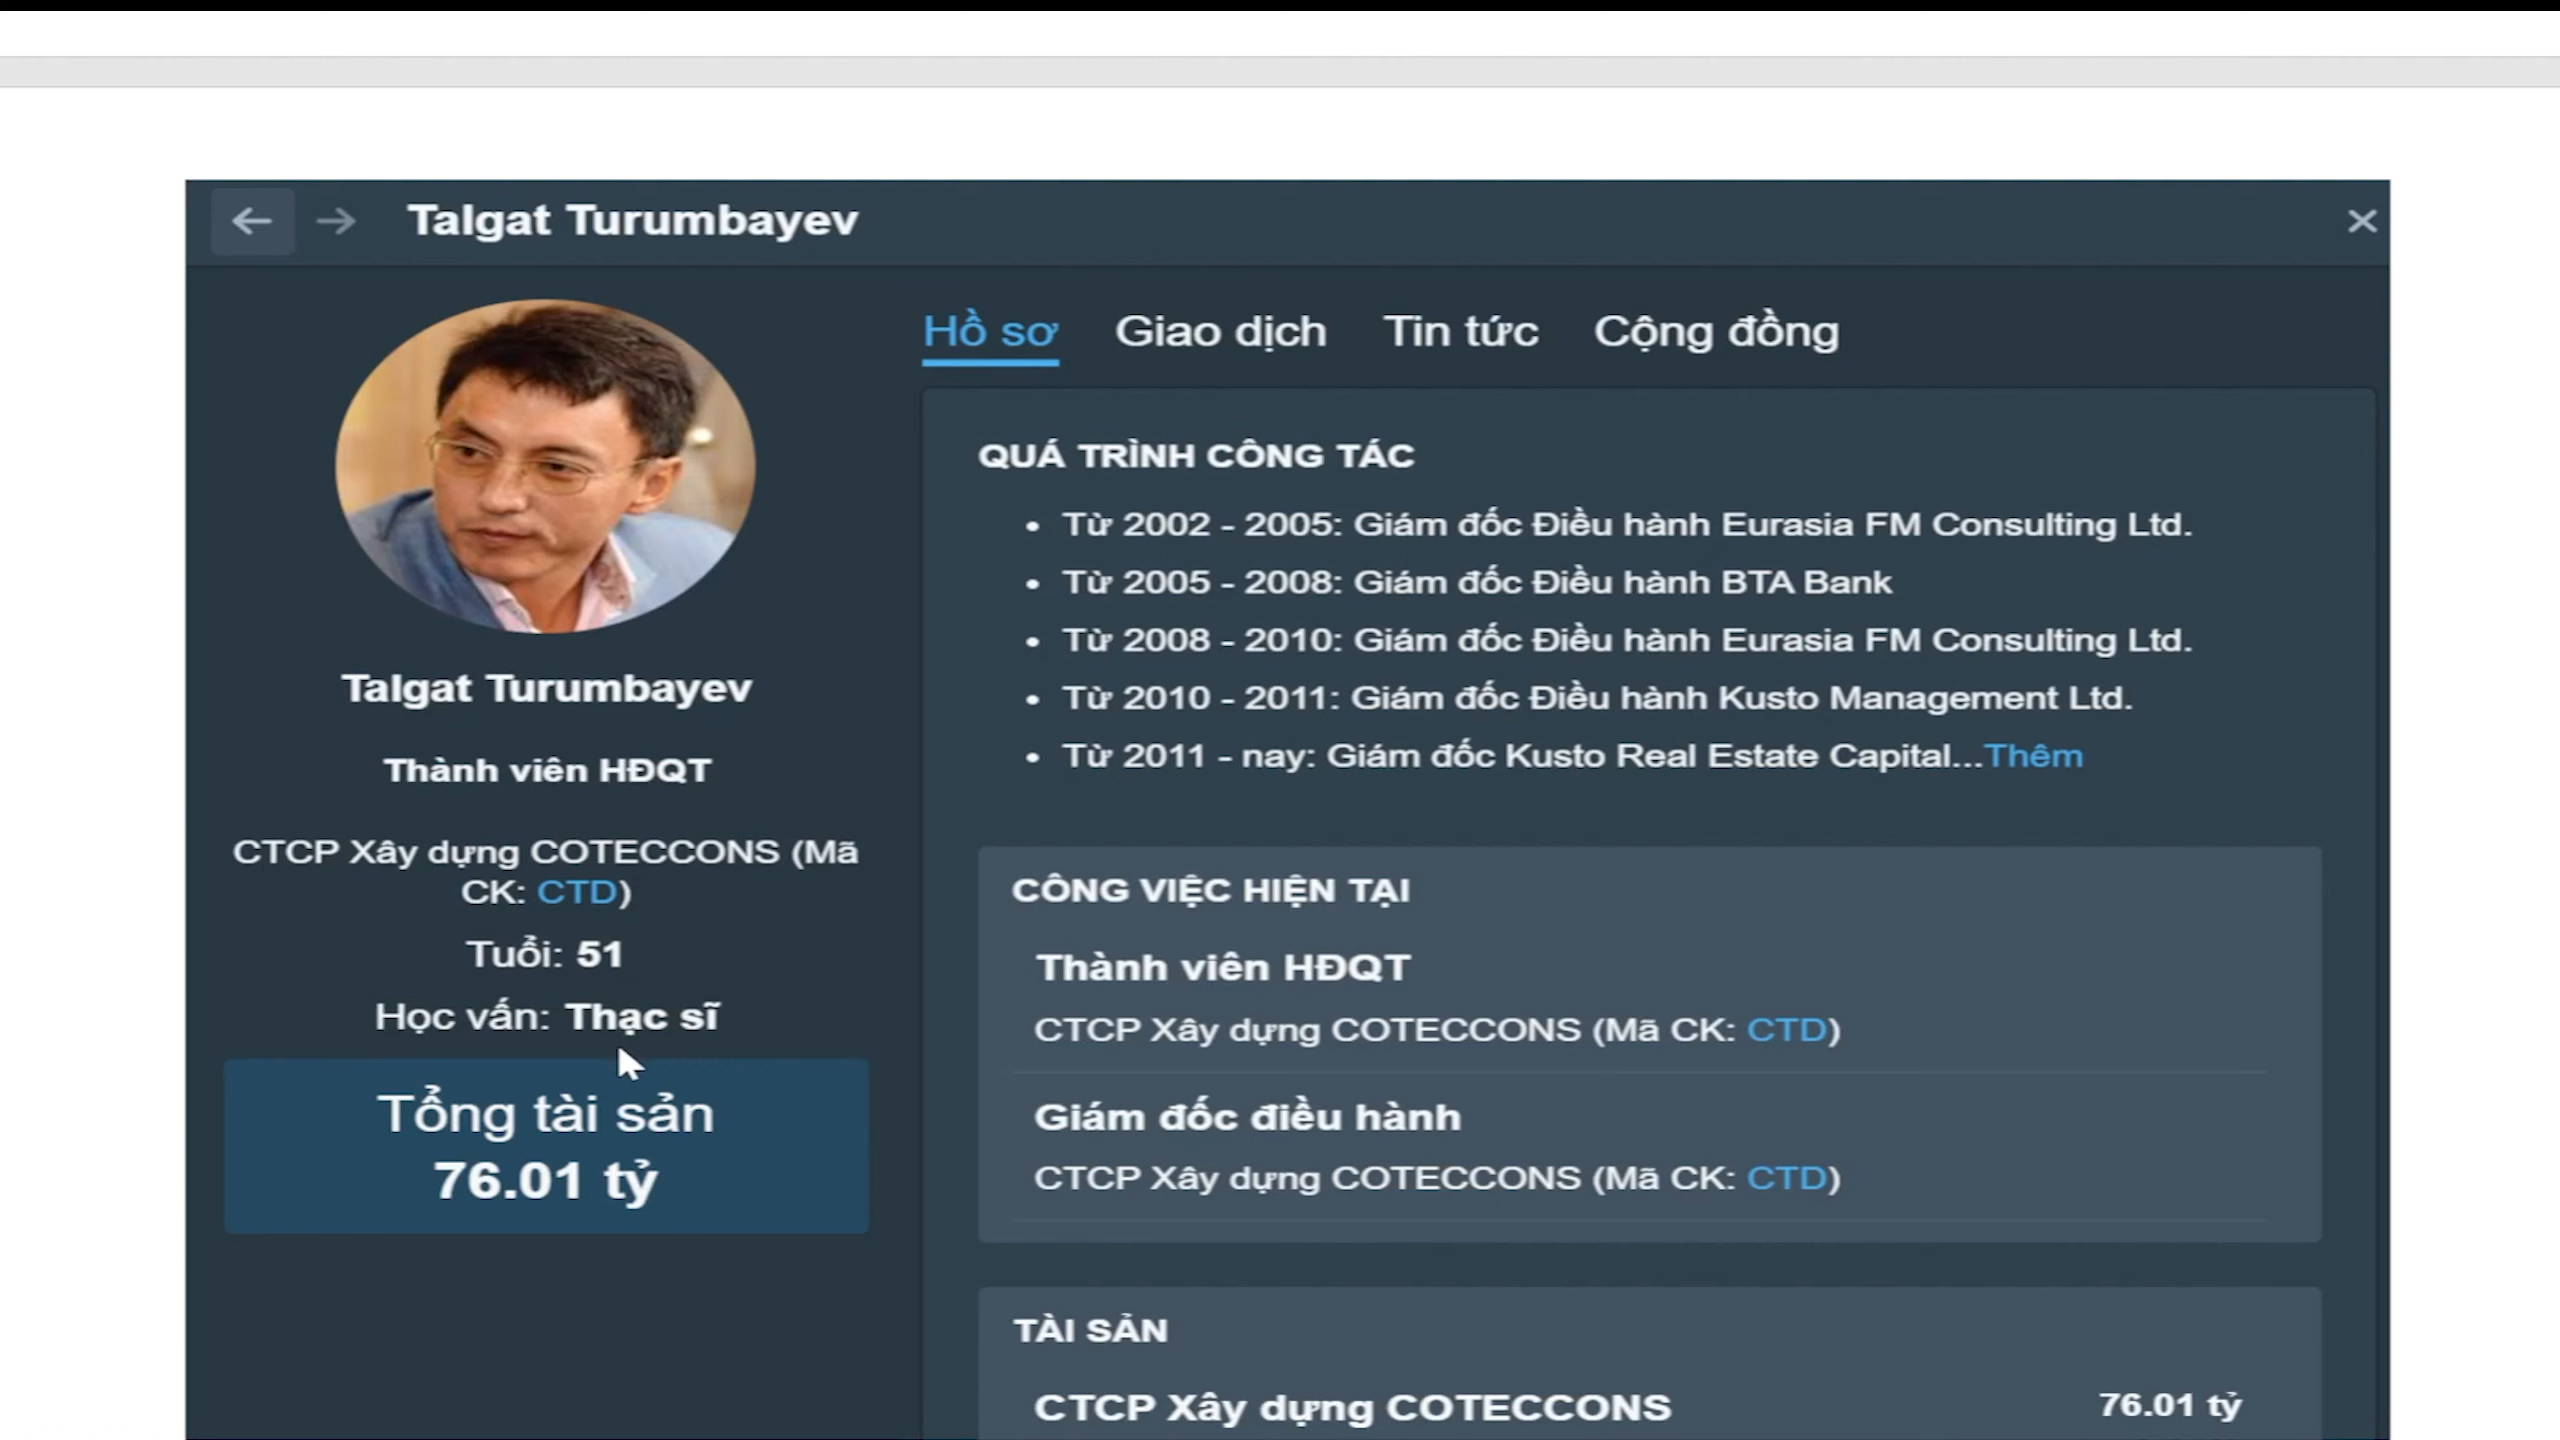 Talgat Turumbayev
Hồ sơ Giao dịch Tin tức Cộng đồng
Talgat Turumbayev
Thành viên HĐQT
CTCP Xây dựng COTECCONS (Mã
CK: CTD)
Tuổi: 51
Học vấn: Thạc sĩ
Tổng tài sản
76.01 tỷ
QUÁ TRÌNH CÔNG TÁC
• Từ 2002 - 2005: Giám đốc Điều hành Eurasia FM Consulting Ltd.
• Từ 2005 - 2008: Giám đốc Điều hành BTA Bank
• Từ 2008 - 2010: Giám đốc Điều hành Eurasia FM Consulting Ltd.
• Từ 2010 - 2011: Giám đốc Điều hành Kusto Management Ltd.
• Từ 2011 - nay: Giám đốc Kusto Real Estate Capital...Thêm
CÔNG VIỆC HIỆN TẠI
Thành viên HĐQT
CTCP Xây dựng COTECCONS (Mã CK: CTD)
Giám đốc điều hành
CTCP Xây dựng COTECCONS (Mã CK: CTD)
TÀI SẢN
CTCP Xây dựng COTECCONS 76.01 tỷ